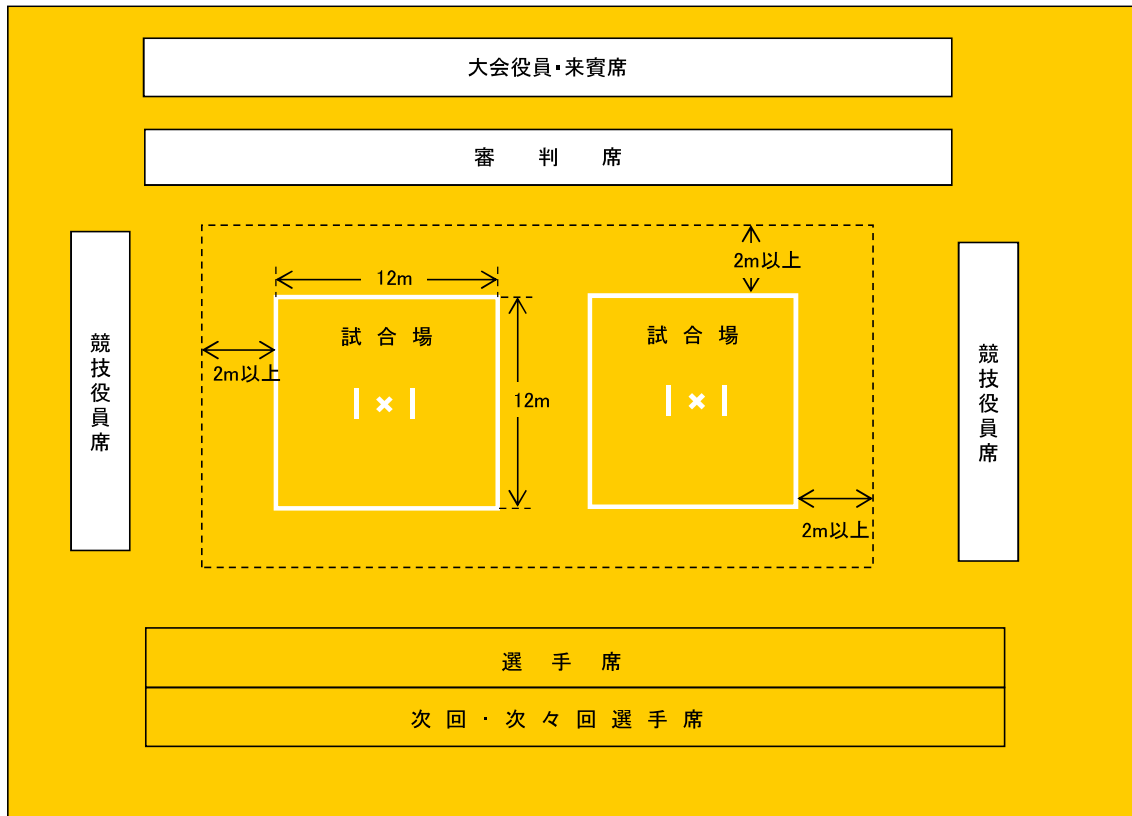 大会役員・来賓席
審判席
2m以上
12m
試合場
試合場
競技役員席
2m以上
12m
競技役員席
2m以上
選手席
次回・次々回選手席